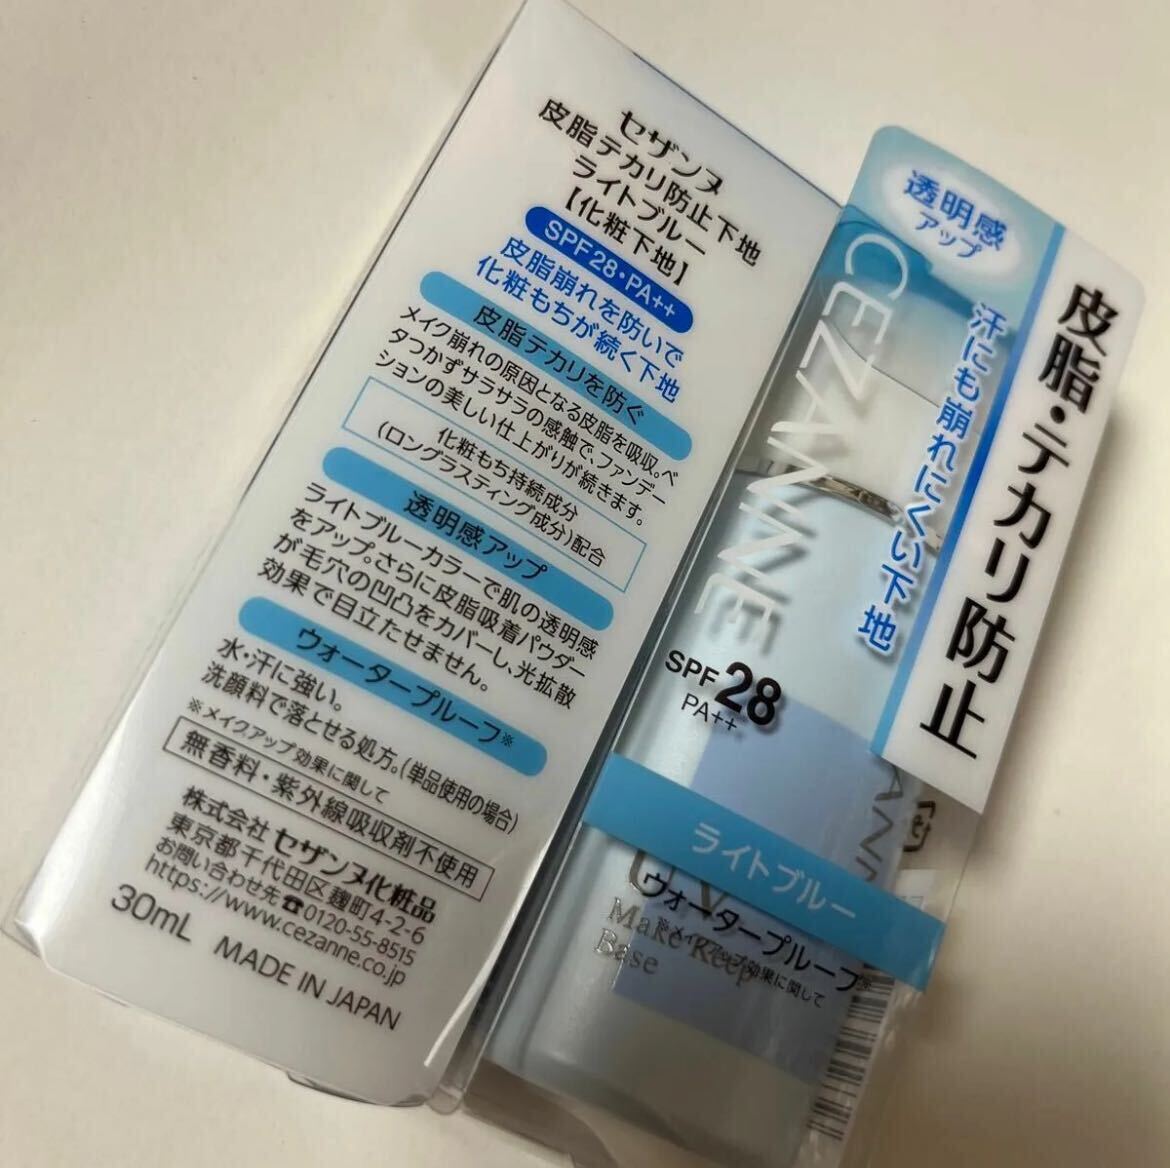 セザンヌ
皮脂テカリ防止下地
ライトブルー
【化粧下地】
SPF28・PA++
皮脂崩れを防いで
化粧もちが続く下地
皮脂テカリを防ぐ
メイク崩れの原因となる皮脂を吸収。ベ
タつかずサラサラの感触で、ファンデー
ションの美しい仕上がりが続きます。
化粧もち持続成分
(ロングラスティング成分)配合
透明感アップ
ライトブルーカラーで肌の透明感
をアップ。さらに皮脂吸着パウダー
が毛穴の凹凸をカバーし、光拡散
効果で目立たせません。
ウォータープルーフ※
水・汗に強い。
洗顔料で落とせる処方。(単品使用の場合)
※メイクアップ効果に関して
無香料・紫外線吸収剤不使用
株式会社 セザンヌ化粧品
東京都千代田区麹町4-2-6
お問い合わせ先☎0120-55-8515
https://www.cezanne.co.jp
30mL MADE IN JAPAN
透明感
アップ
皮脂・テカリ防止
汗にも崩れにくい下地
CEZANNE
SPF 28
PA++
ライトブルー
ウォータープルーフ※
※メイクアップ効果に関して
Make Keep
Base